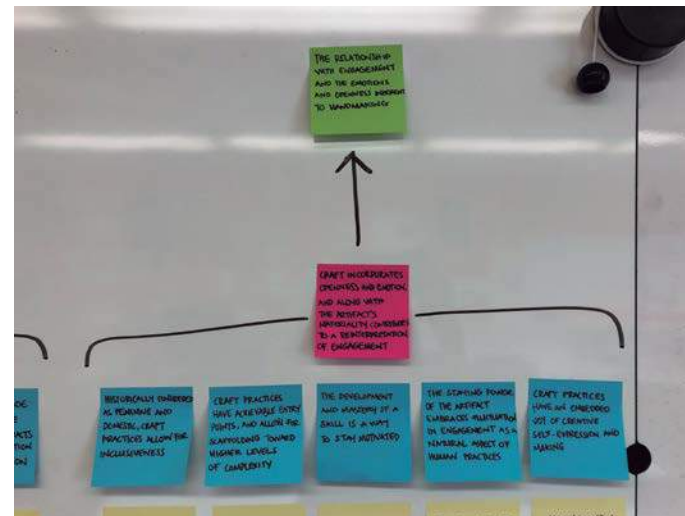 THE RELATIONSHIP
WITH ENGAGEMENT
AND THE EMOTIONS
AND OPENNESS INHERENT
TO HANDMAKING
CRAFT INCORPORATES
OPENNESS AND EMOTION,
AND ALONG WITH
THE ARTIFACT'S
MATERIALITY CONTRIBUTES
TO A REINTERPRETATION
OF ENGAGEMENT
HISTORICALLY CONSIDERED
AS FEMININE AND
DOMESTIC, CRAFT
PRACTICES ALLOW FOR
INCLUSIVENESS
CRAFT PRACTICES
HAVE ACHIEVABLE ENTRY
POINTS, AND ALLOW FOR
SCAFFOLDING TOWARD
HIGHER LEVELS
OF COMPLEXITY
THE DEVELOPMENT
AND MASTERY OF A
SKILL IS A WAY
TO STAY MOTIVATED
THE STAYING POWER
OF THE ARTIFACT
EMBRACES FLUCTUATION
IN ENGAGEMENT AS A
NATURAL ASPECT OF
HUMAN PRACTICES
CRAFT PRACTICES
HAVE AN EMBEDDED
JOY OF CREATIVE
SELF-EXPRESSION AND
MAKING